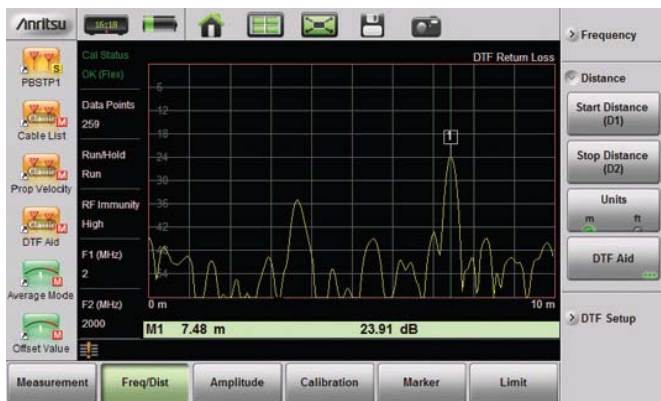 Anritsu
16:18
PBSTP1
Cable List
Prop Velocity
DTF Aid
Average Mode
Offset Value
Cal Status
OK (Flex)
Data Points
259
Run/Hold
Run
RF Immunity
High
F1 (MHz)
2
F2 (MHz)
2000
DTF Return Loss
6
12
18
24
36
42
54
1
0 m
10 m
M1 7.48 m 23.91 dB
Frequency
Distance
Start Distance
(D1)
Stop Distance
(D2)
Units
m ft
DTF Aid
DTF Setup
Measurement
Freq/Dist
Amplitude
Calibration
Marker
Limit